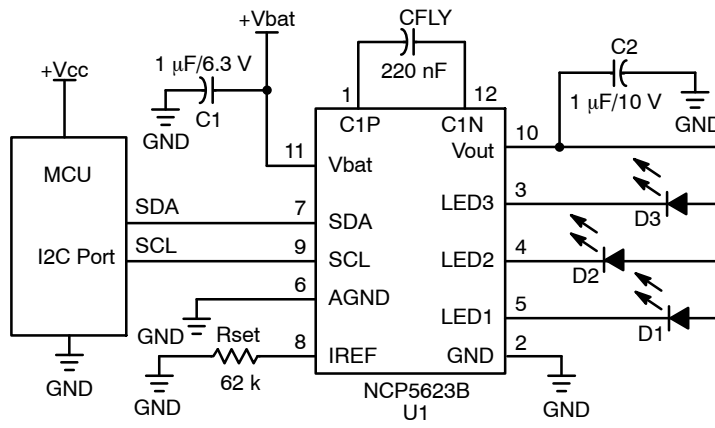 +Vbat
CFLY
220 nF
C2
1 μF/10 V
GND
+Vcc
1 μF/6.3 V
GND
C1
1
12
C1P
C1N
11
Vbat
Vout
10
MCU
I2C Port
SDA
7
SDA
LED3
3
D3
SCL
9
SCL
LED2
4
D2
6
AGND
GND
LED1
5
D1
Rset
8
IREF
GND
2
62 k
GND
GND
GND
NCP5623B
U1